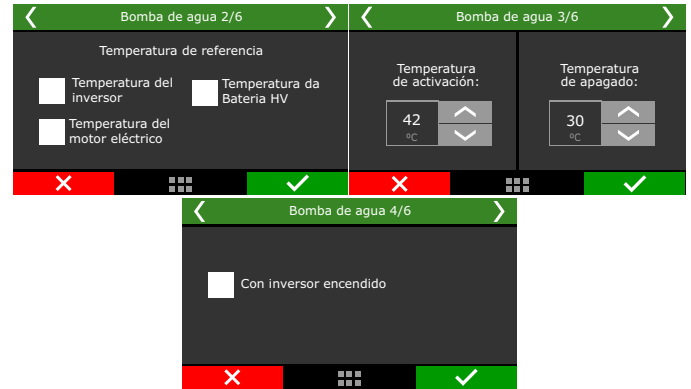 Bomba de agua 2/6
Temperatura de referencia
Temperatura del
inversor
Temperatura da
Bateria HV
Temperatura del
motor eléctrico
Bomba de agua 3/6
Temperatura
de activación:
42
ºC
Temperatura
de apagado:
30
ºC
Bomba de agua 4/6
Con inversor encendido